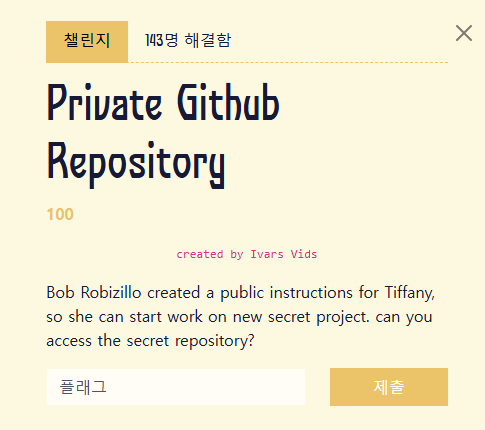 챌린지 143명 해결함
Private Github
Repository
100
created by Ivars Vids
Bob Robizillo created a public instructions for Tiffany,
so she can start work on new secret project. can you
access the secret repository?
플래그 제출